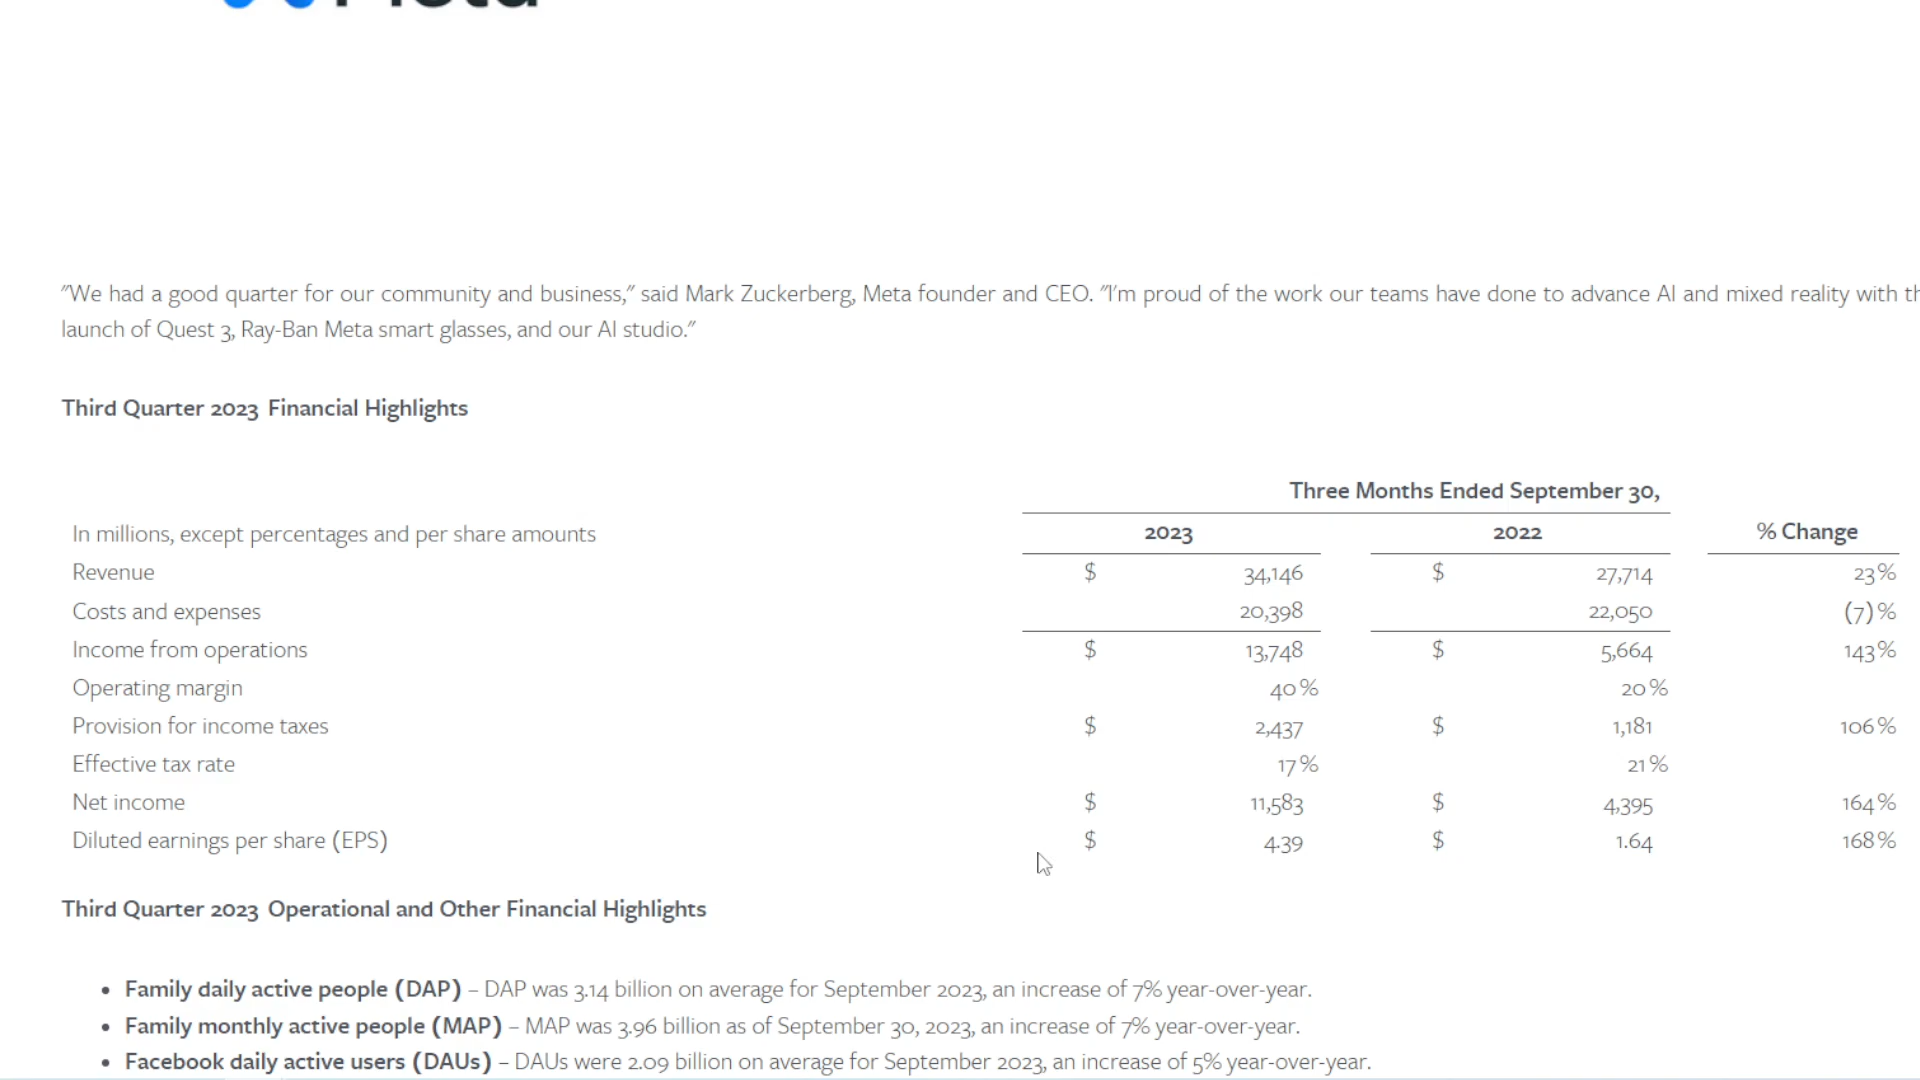 Meta
"We had a good quarter for our community and business," said Mark Zuckerberg, Meta founder and CEO. "I'm proud of the work our teams have done to advance AI and mixed reality with
launch of Quest 3, Ray-Ban Meta smart glasses, and our AI studio."
Third Quarter 2023 Financial Highlights
Three Months Ended September 30,
In millions, except percentages and per share amounts 2023 2022 % Change
Revenue $ 34,146 $ 27,714 23%
Costs and expenses 20,398 22,050 (7)%
Income from operations $ 13,748 $ 5,664 143%
Operating margin 40% 20%
Provision for income taxes $ 2,437 $ 1,181 106%
Effective tax rate 17% 21%
Net income $ 11,583 $ 4,395 164%
Diluted earnings per share (EPS) $ 4.39 $ 1.64 168%
Third Quarter 2023 Operational and Other Financial Highlights
• Family daily active people (DAP) – DAP was 3.14 billion on average for September 2023, an increase of 7% year-over-year.
• Family monthly active people (MAP) – MAP was 3.96 billion as of September 30, 2023, an increase of 7% year-over-year.
• Facebook daily active users (DAUs) – DAUs were 2.09 billion on average for September 2023, an increase of 5% year-over-year.